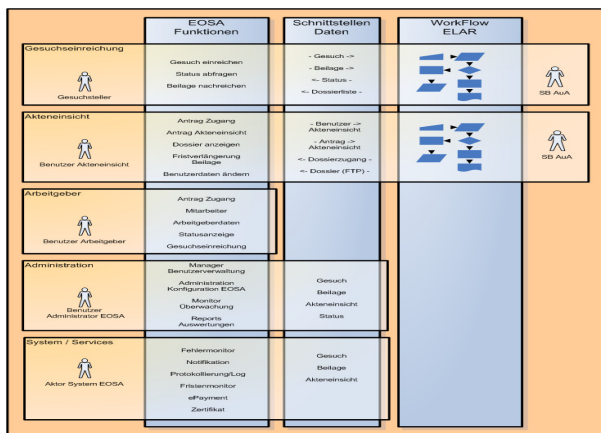 EOSA
Funktionen
Schnittstellen
Daten
WorkFlow
ELAR
Gesuchseinreichung
Gesuchsteller
Gesuch einreichen
Status abfragen
Beilage nachreichen
- Gesuch ->
- Beilage ->
<- Status -
<- Dossierliste -
SB AuA
Akteneinsicht
Benutzer Akteneinsicht
Antrag Zugang
Antrag Akteneinsicht
Dossier anzeigen
Fristverlängerung
Beilage
Benutzerdaten ändern
- Benutzer ->
Akteneinsicht
- Antrag ->
Akteneinsicht
<- Dossierzugang -
<- Dossier (FTP) -
SB AuA
Arbeitgeber
Benutzer Arbeitgeber
Antrag Zugang
Mitarbeiter
Arbeitgeberdaten
Statusanzeige
Gesuchseinreichung
Administration
Benutzer
Administrator EOSA
Manager
Benutzerverwaltung
Administration
Konfiguration EOSA
Monitor
Überwachung
Reports
Auswertungen
Gesuch
Beilage
Akteneinsicht
Status
System / Services
Aktor System EOSA
Fehlermonitor
Notifikation
Protokollierung/Log
Fristenmonitor
ePayment
Zertifikat
Gesuch
Beilage
Akteneinsicht